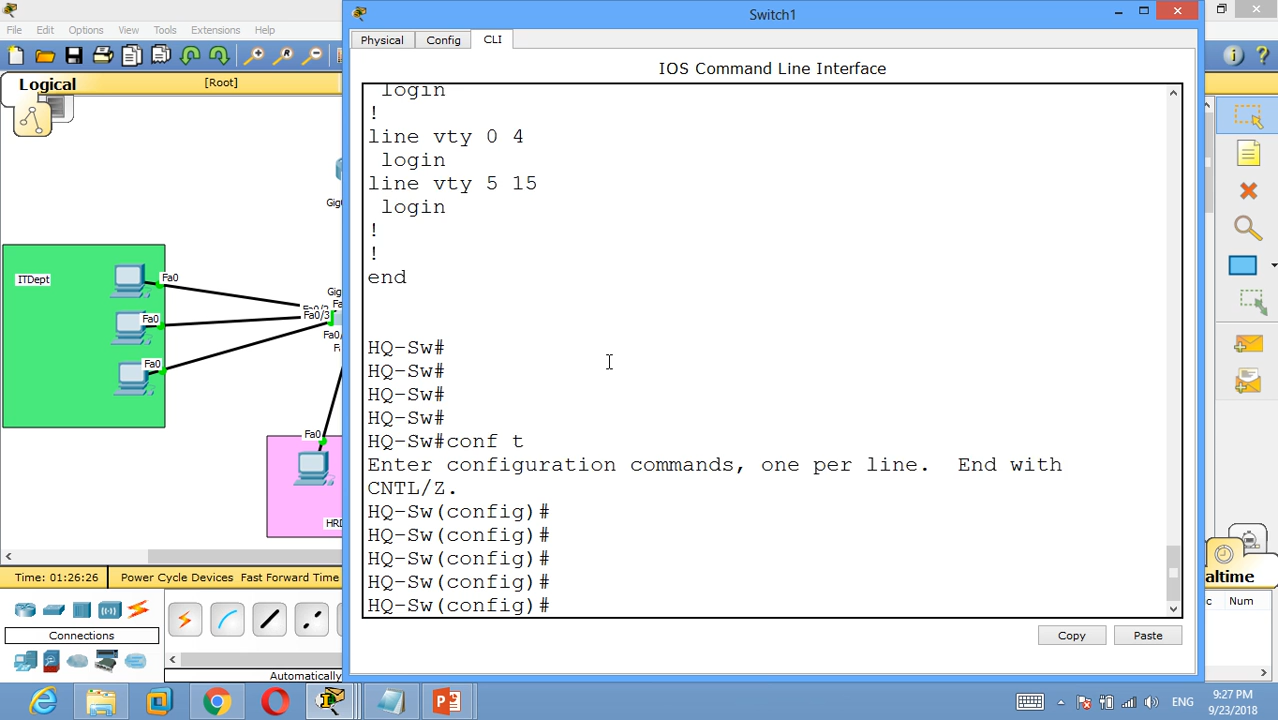 Switch1
File Edit Options View Tools Extensions Help
Physical Config CLI
IOS Command Line Interface
Logical [Root]
login
!
line vty 0 4
login
line vty 5 15
login
!
!
end
HQ-Sw#
HQ-Sw#
HQ-Sw#
HQ-Sw#
HQ-Sw#conf t
Enter configuration commands, one per line. End with
CNTL/Z.
HQ-Sw(config)#
HQ-Sw(config)#
HQ-Sw(config)#
HQ-Sw(config)#
HQ-Sw(config)#
Copy Paste
ITDept
Fa0
Fa0
Fa0
Fa0/3
Fa0
Time: 01:26:26 Power Cycle Devices Fast Forward Time
Connections
Automatically
altime
Num
ENG
9:27 PM
9/23/2018